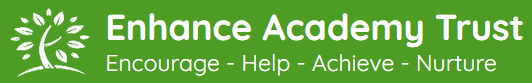 Enhance Academy Trust
Encourage - Help - Achieve - Nurture